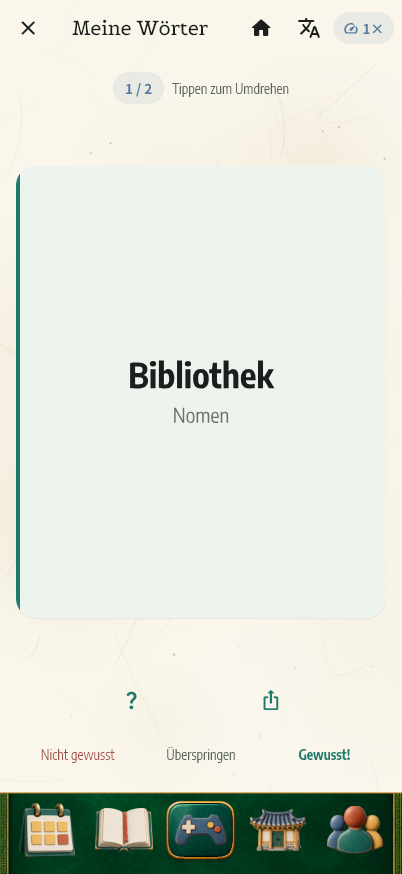 Meine Wörter
1×
1 / 2
Tippen zum Umdrehen
Bibliothek
Nomen
?
Nicht gewusst
Überspringen
Gewusst!